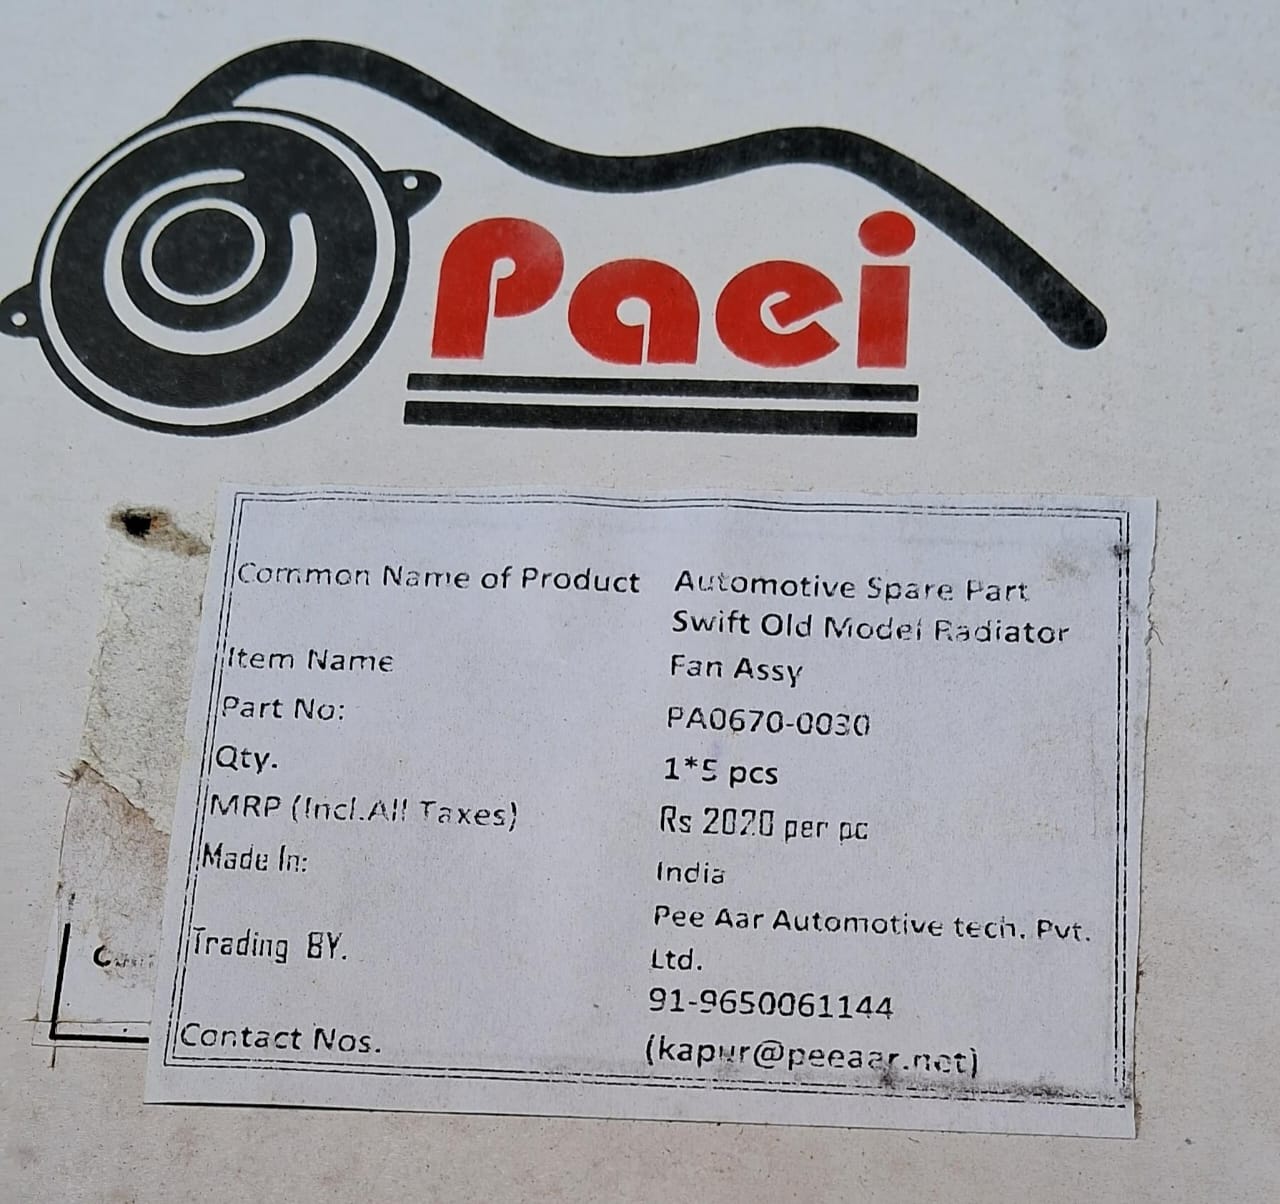 Paei
Common Name of Product Automotive Spare Part
Swift Old Model Radiator
Item Name Fan Assy
Part No: PA0670-0030
Qty. 1*5 pcs
MRP (Incl.All Taxes) Rs 2020 per pc
Made In: India
Pee Aar Automotive tech. Pvt.
Trading BY. Ltd.
91-9650061144
Contact Nos. (kapur@peeaar.net)